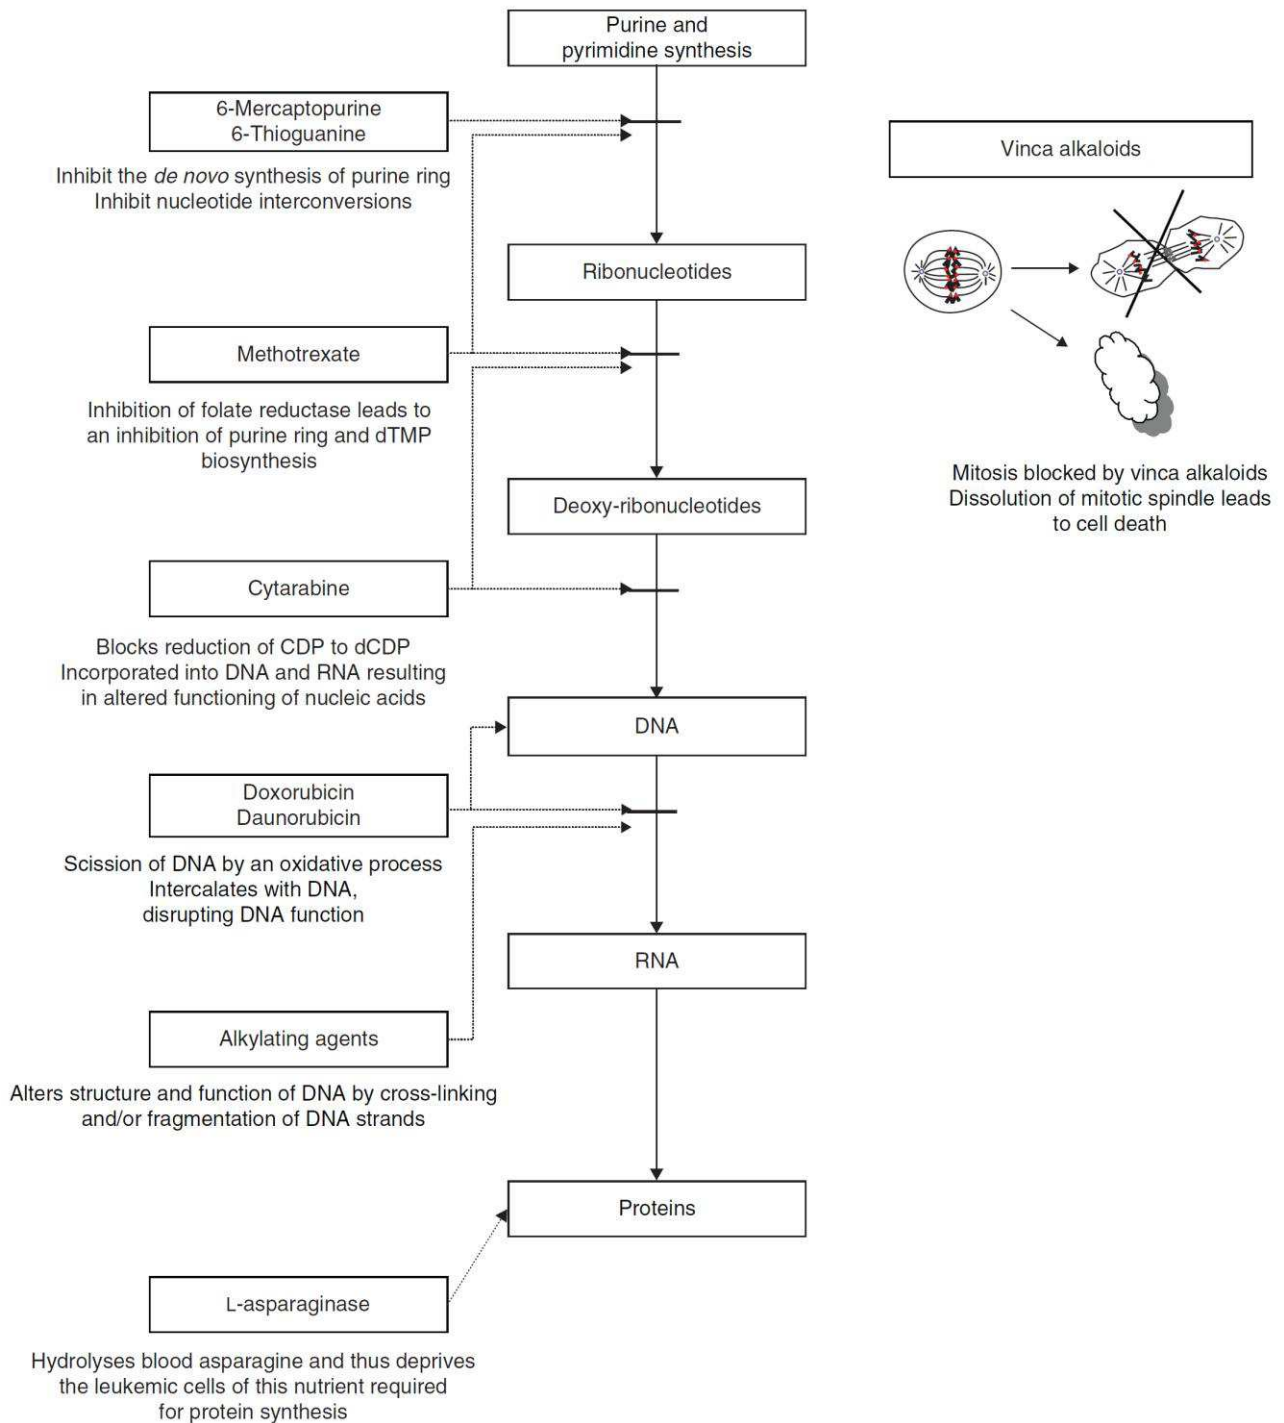 Purine and
pyrimidine synthesis
6-Mercaptopurine
6-Thioguanine
Inhibit the de novo synthesis of purine ring
Inhibit nucleotide interconversions
Vinca alkaloids
Ribonucleotides
Methotrexate
Inhibition of folate reductase leads to
an inhibition of purine ring and dTMP
biosynthesis
Mitosis blocked by vinca alkaloids
Dissolution of mitotic spindle leads
to cell death
Deoxy-ribonucleotides
Cytarabine
Blocks reduction of CDP to dCDP
Incorporated into DNA and RNA resulting
in altered functioning of nucleic acids
DNA
Doxorubicin
Daunorubicin
Scission of DNA by an oxidative process
Intercalates with DNA,
disrupting DNA function
RNA
Alkylating agents
Alters structure and function of DNA by cross-linking
and/or fragmentation of DNA strands
Proteins
L-asparaginase
Hydrolyses blood asparagine and thus deprives
the leukemic cells of this nutrient required
for protein synthesis